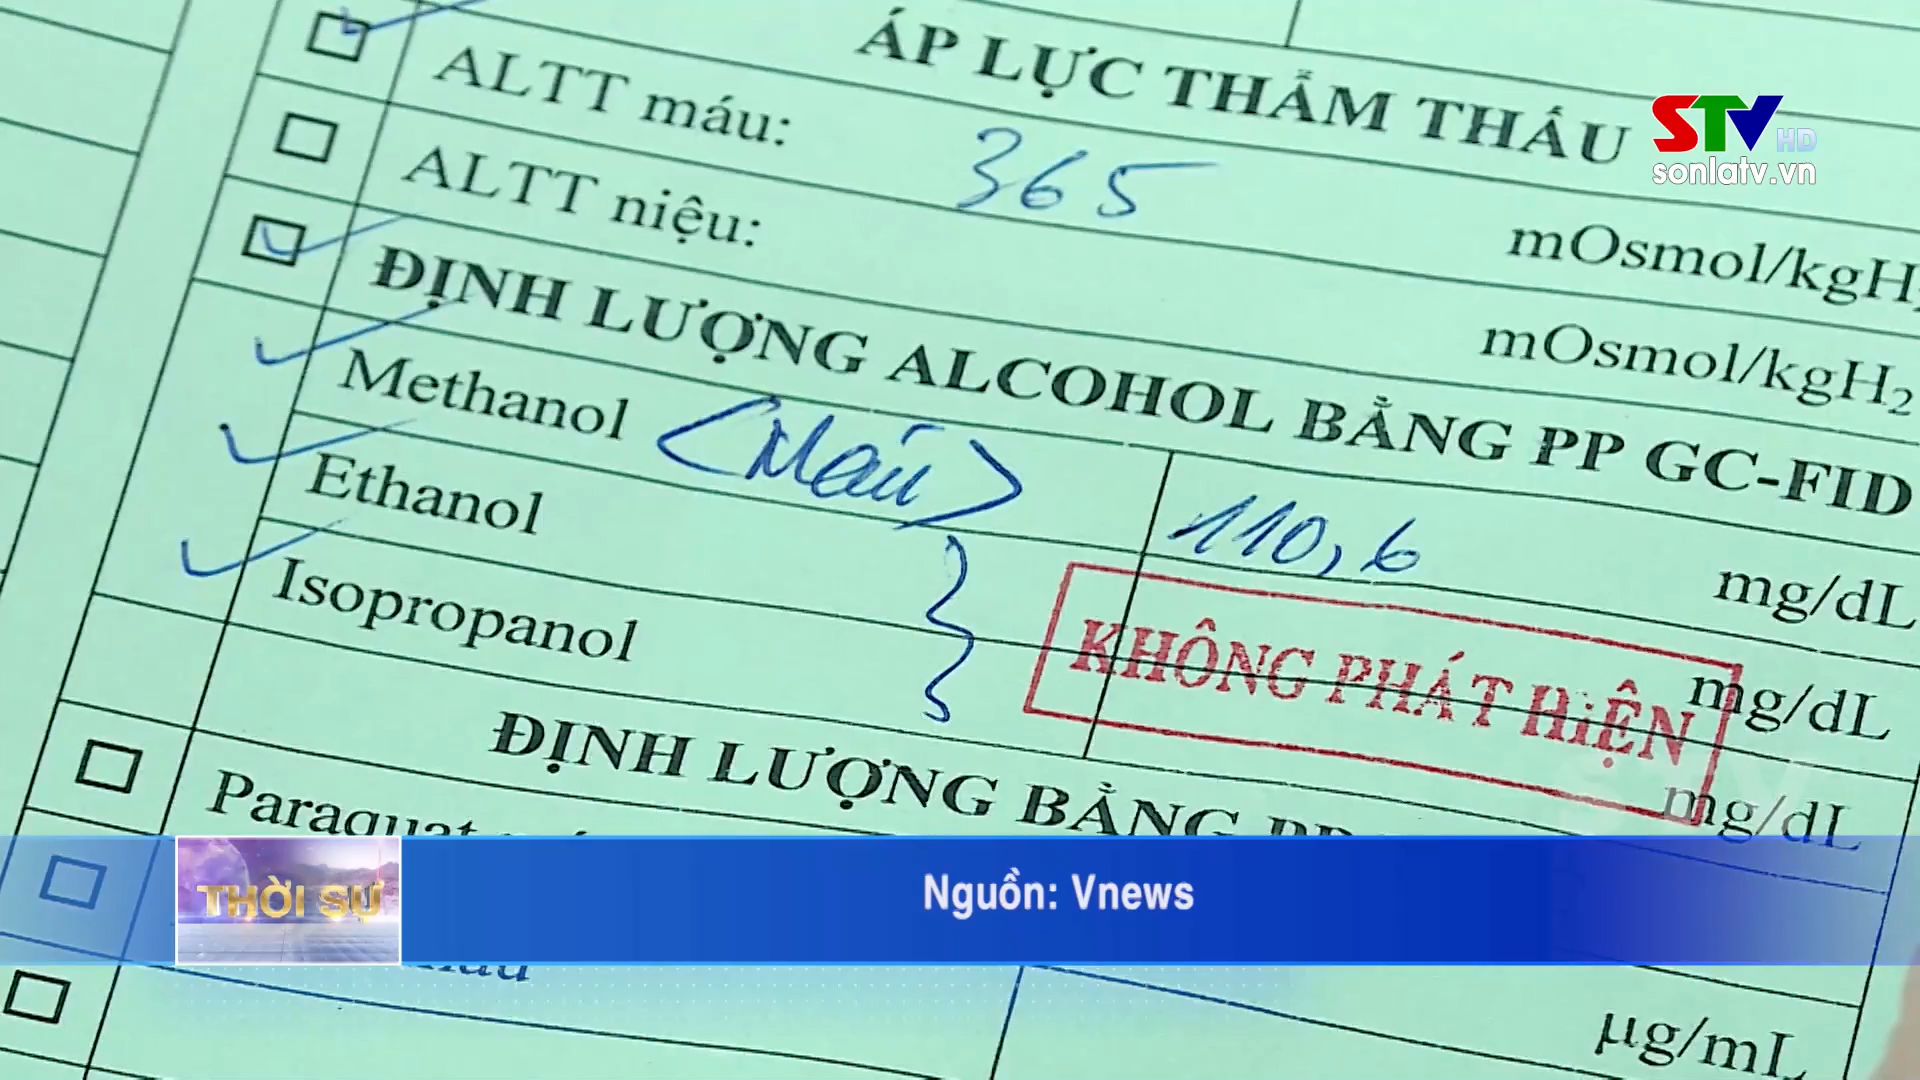 ÁP LỰC THẨM THẤU
ALTT máu: 365 mOsmol/kgH
ALTT niệu: mOsmol/kgH₂
ĐỊNH LƯỢNG ALCOHOL BẰNG PP GC-FID
Methanol <Máu> 110,6 mg/dL
Ethanol mg/dL
KHÔNG PHÁT HiỆN
Isopropanol mg/dL
ĐỊNH LƯỢNG BẰNG
Paraquat
µg/mL
STV HD
sonlatv.vn
THỜI SỰ
Nguồn: Vnews